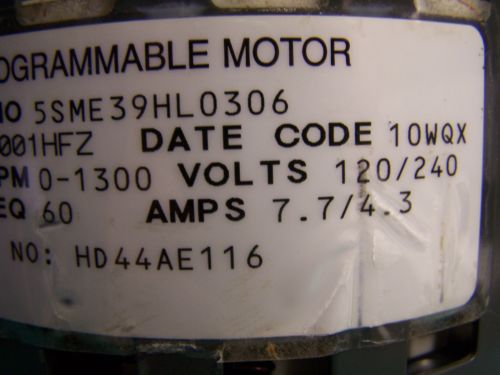 OGRAMMABLE MOTOR
NO 5SME39HL0306
001HFZ DATE CODE 10WQX
PM 0-1300 VOLTS 120/240
EQ 60 AMPS 7.7/4.3
NO: HD44AE116